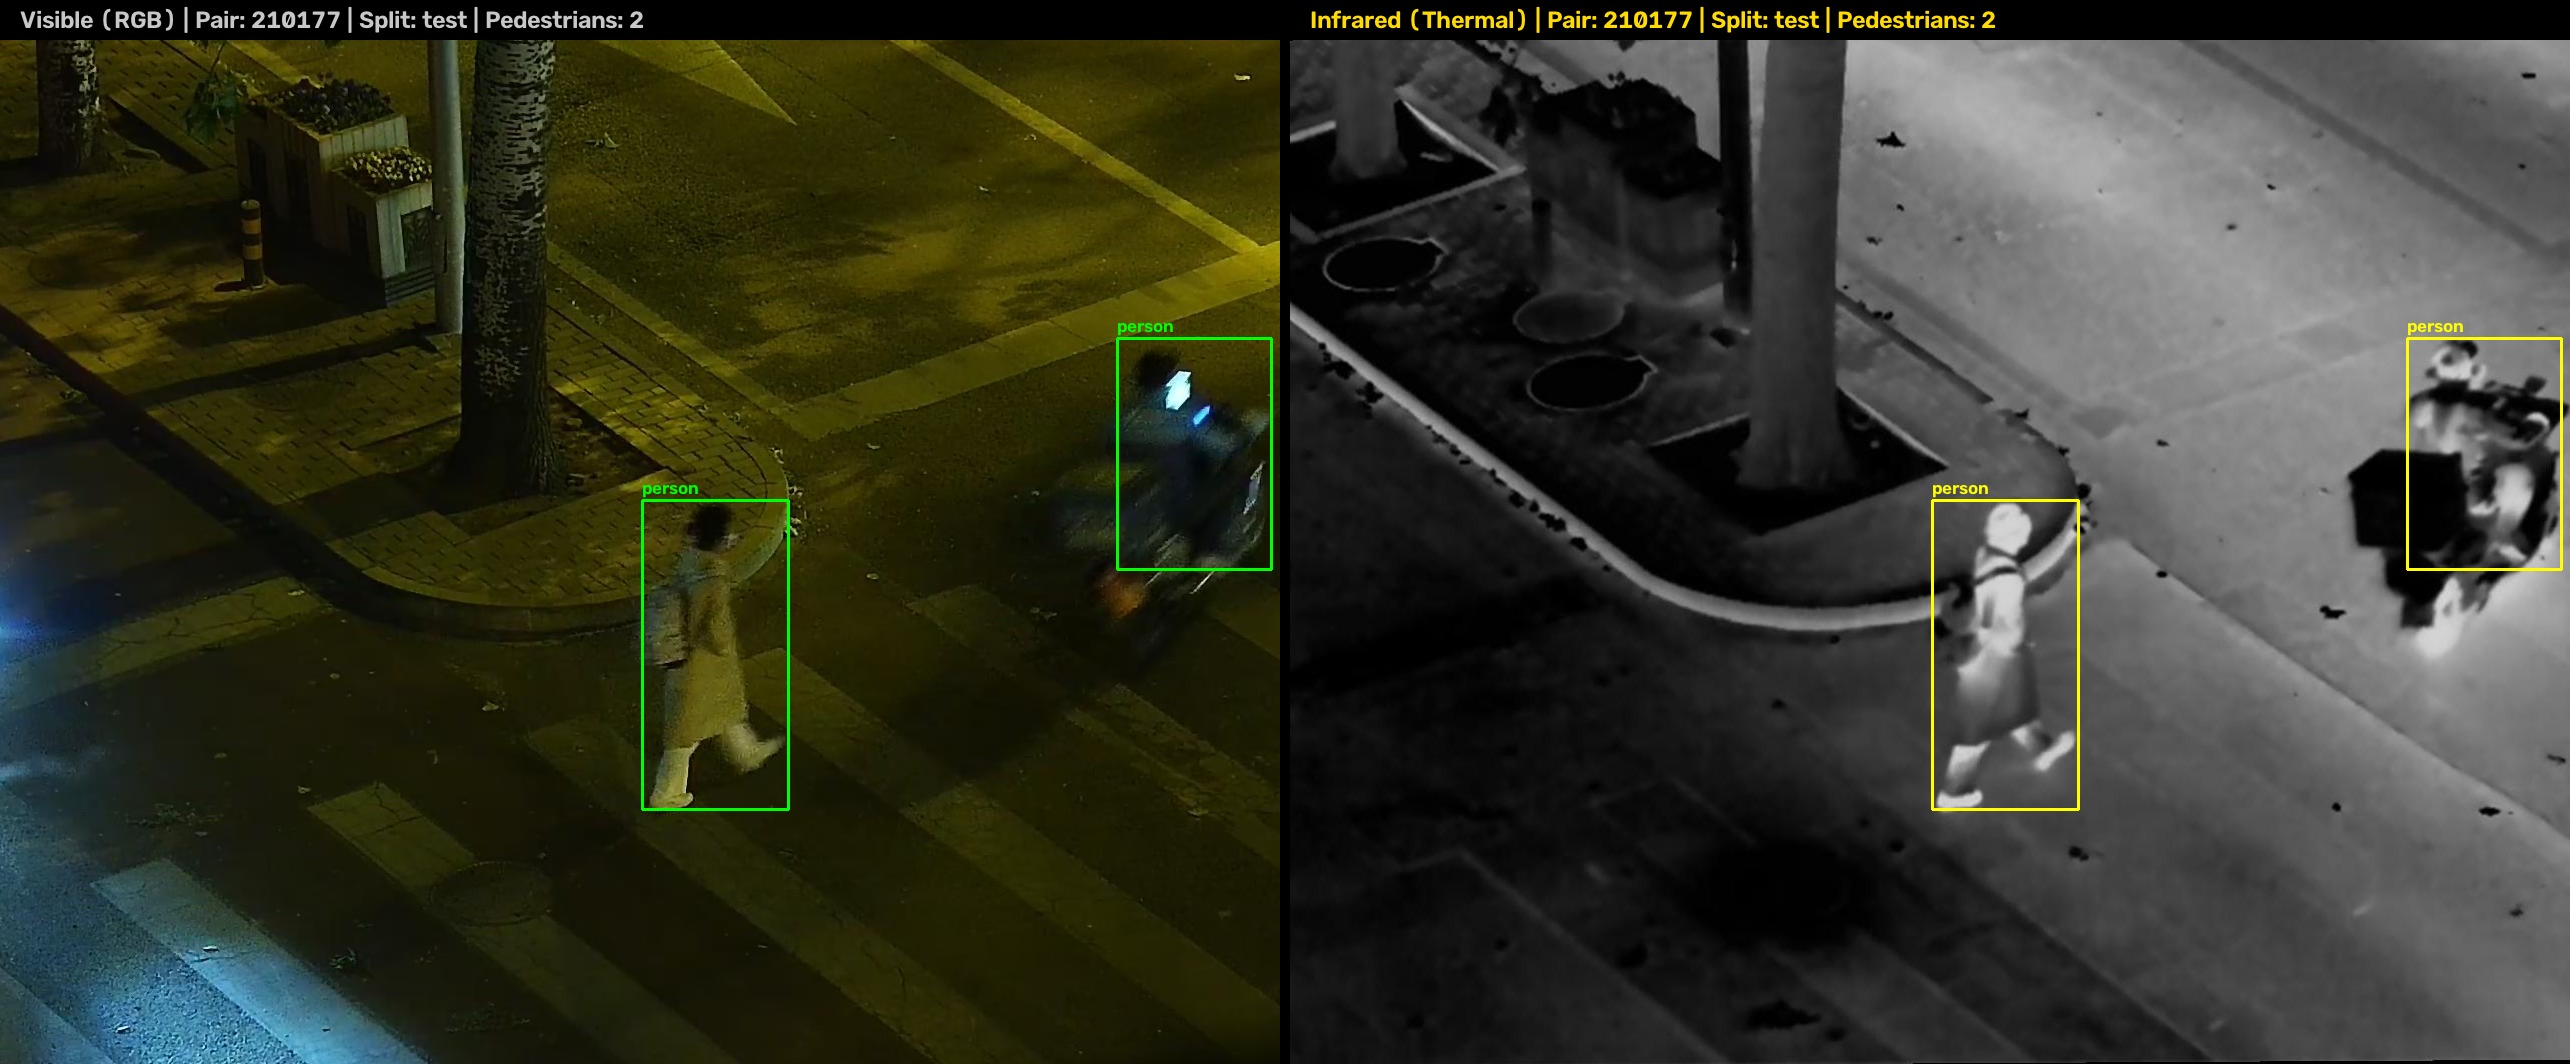 Visible (RGB) | Pair: 210177 | Split: test | Pedestrians: 2
Infrared (Thermal) | Pair: 210177 | Split: test | Pedestrians: 2
person
person
person
person